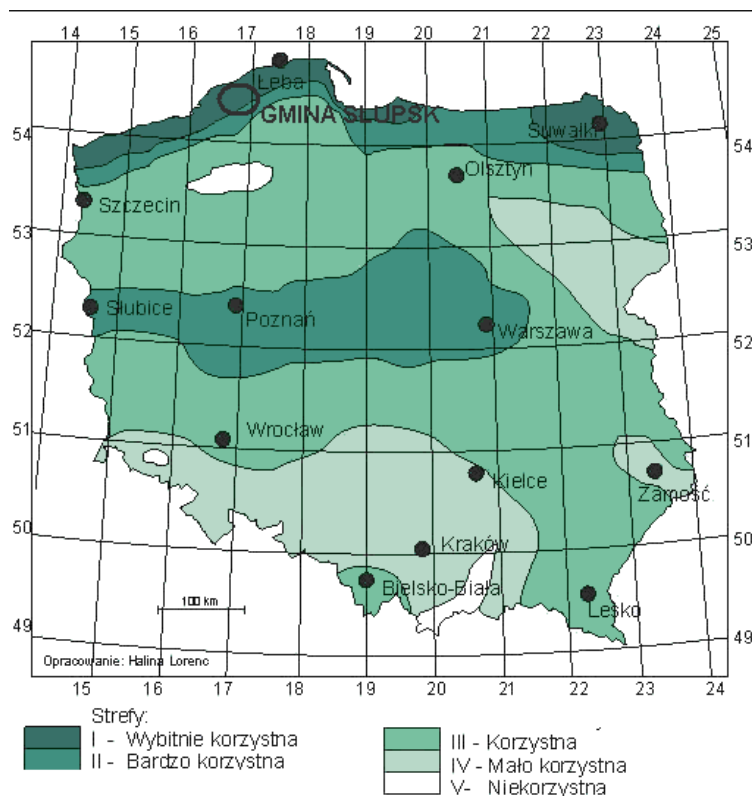 14 15 16 17 18 19 20 21 22 23 24 25
Łeba
GMINA SŁUPSK
54
Suwałki
54
Olsztyn
Szczecin
53
53
Słubice
Poznań
Warszawa
52
52
Wrocław
51
51
Kielce
Zamość
50
Kraków
50
Bielsko-Biała
Lesko
100 km
49
49
Opracowanie: Halina Lorenc
15 16 17 18 19 20 21 22 23 24
Strefy:
I - Wybitnie korzystna
II - Bardzo korzystna
III - Korzystna
IV - Mało korzystna
V- Niekorzystna